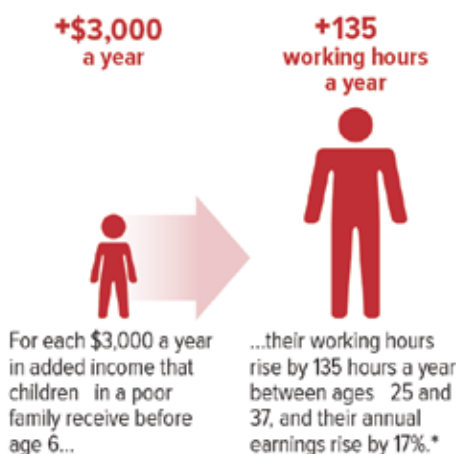 +$3,000
a year
+135
working hours
a year
For each $3,000 a year
in added income that
children in a poor
family receive before
age 6...
...their working hours
rise by 135 hours a year
between ages 25 and
37, and their annual
earnings rise by 17%.*